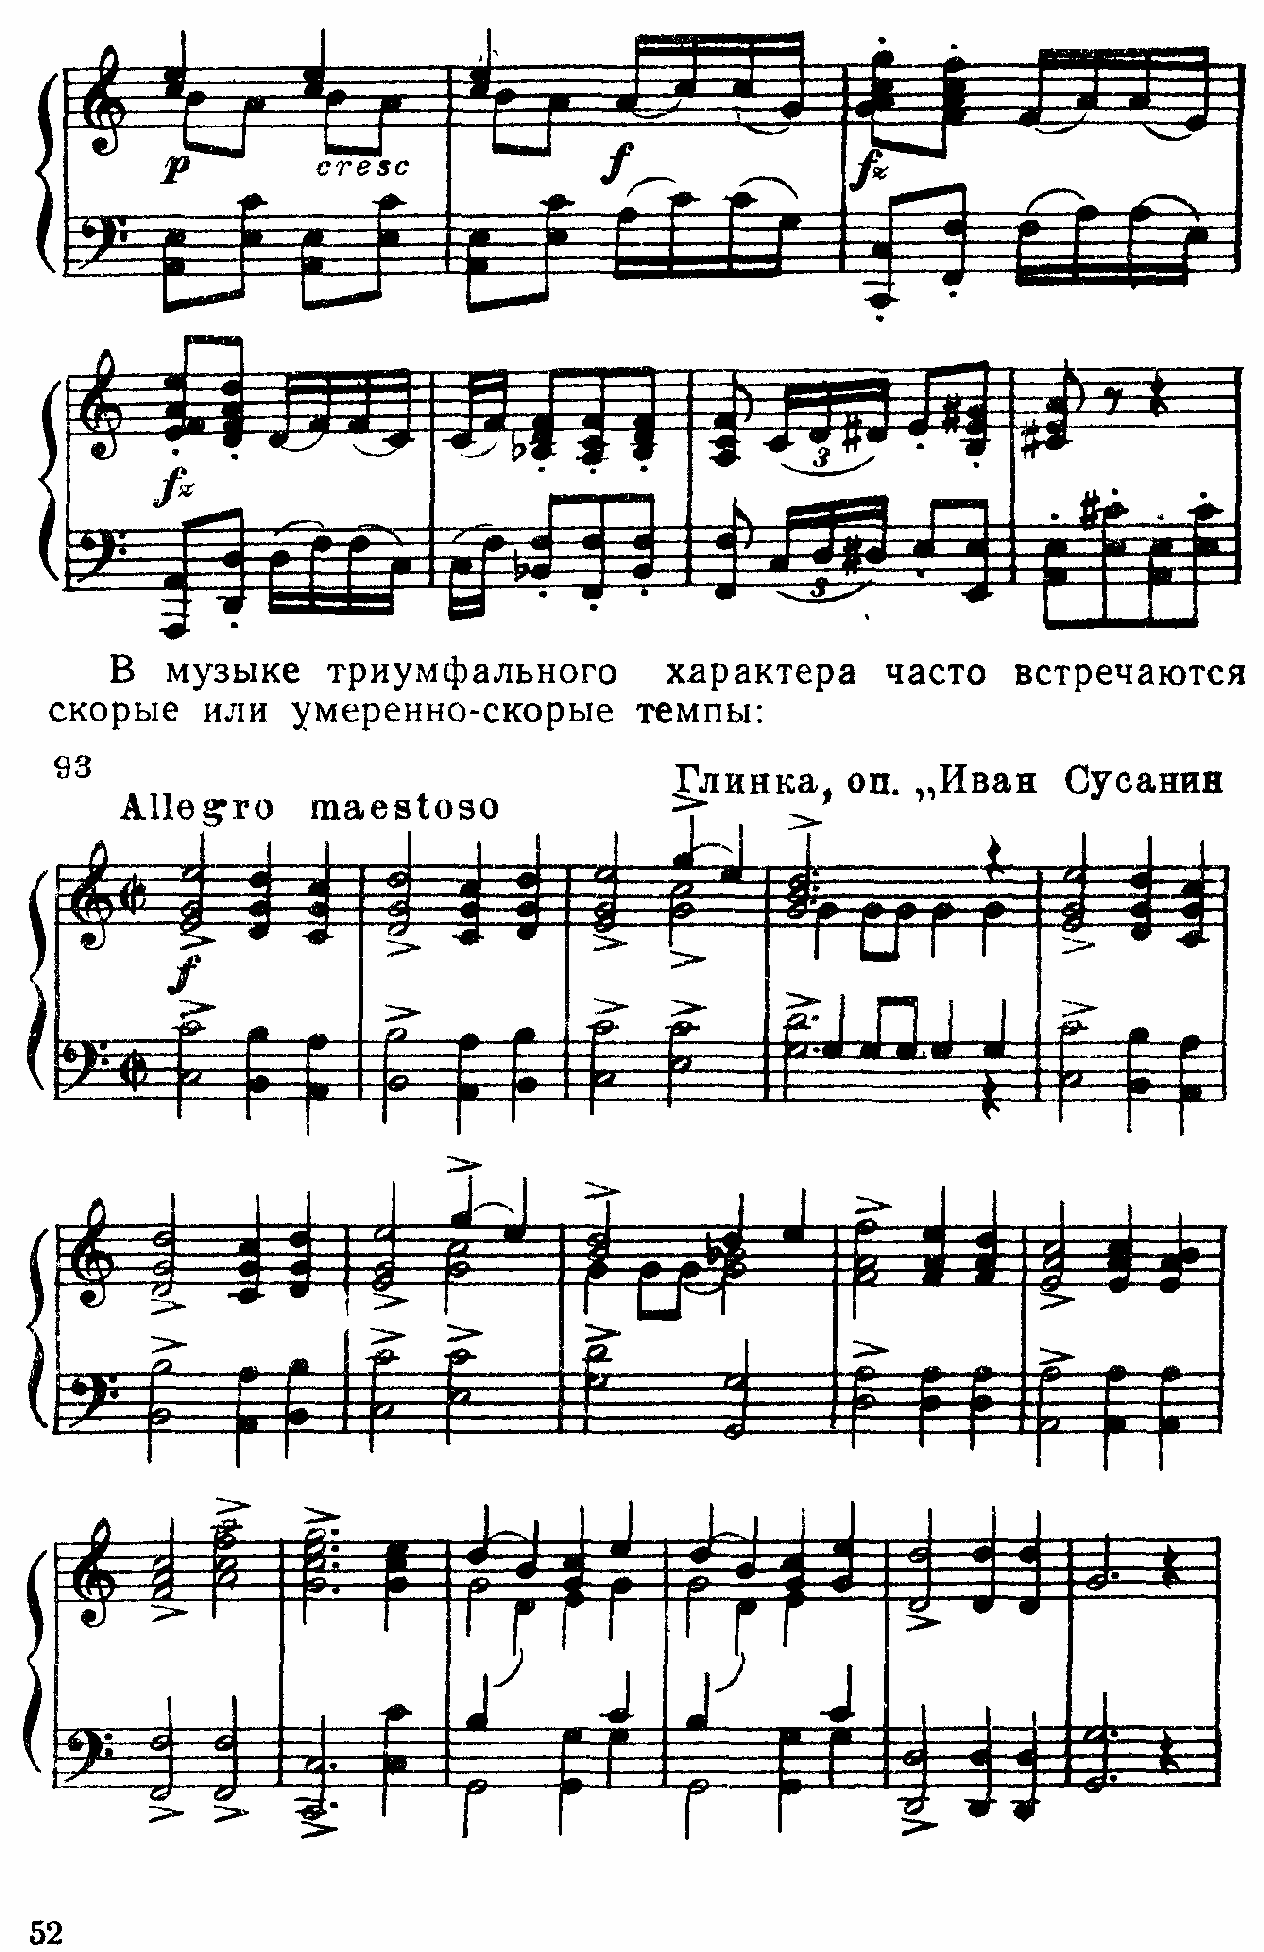 p cresc f fz
fz
3 3
В музыке триумфального характера часто встречаются
скорые или умеренно-скорые темпы:
93
Глинка, оп. „Иван Сусанин
Allegro maestoso
f
52